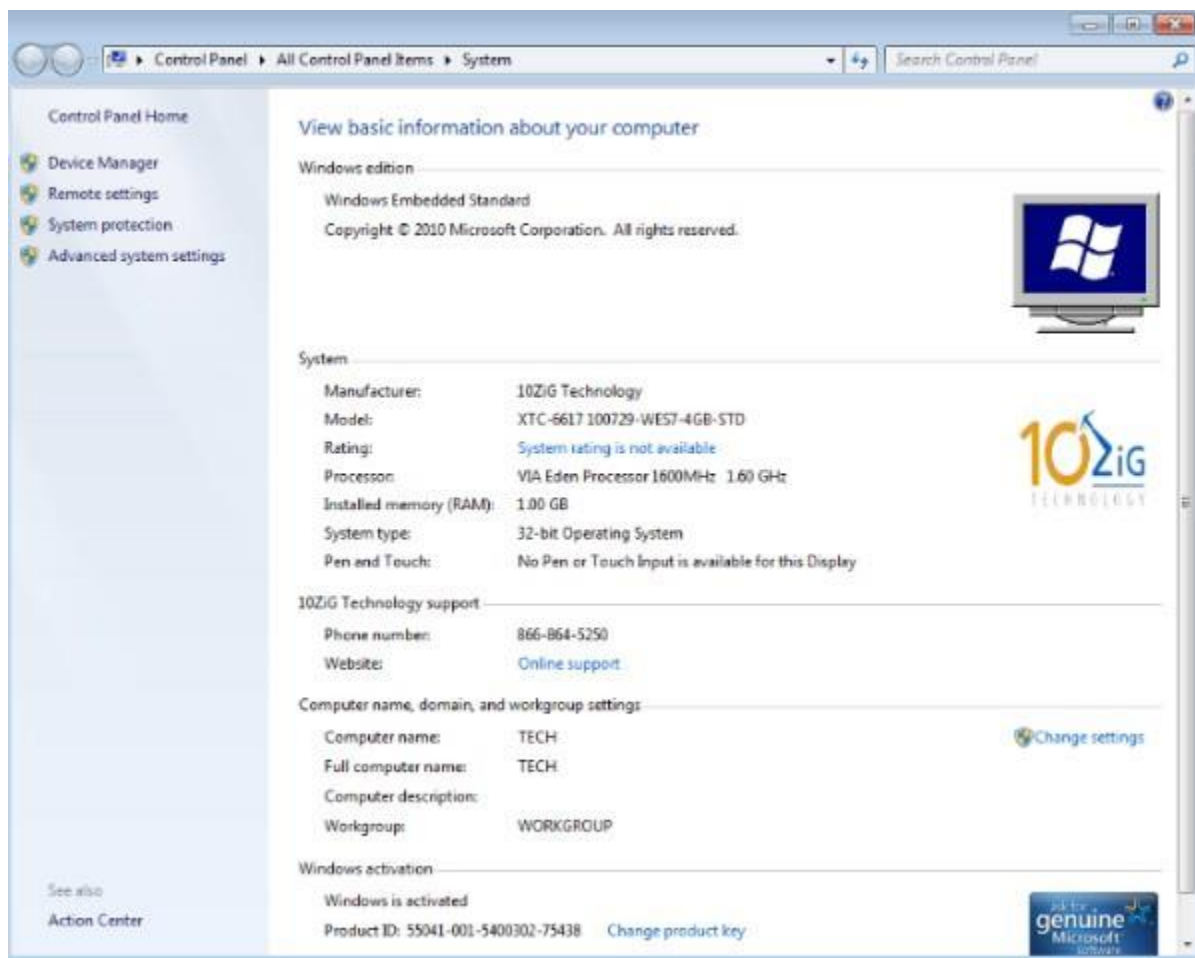 Control Panel ▸ All Control Panel Items ▸ System
Search Control Panel
Control Panel Home
Device Manager
Remote settings
System protection
Advanced system settings
See also
Action Center
View basic information about your computer
Windows edition
Windows Embedded Standard
Copyright © 2010 Microsoft Corporation. All rights reserved.
System
Manufacturer: 10ZiG Technology
Model: XTC-6617 100729-WES7-4GB-STD
Rating: System rating is not available
Processor: VIA Eden Processor 1600MHz 1.60 GHz
Installed memory (RAM): 1.00 GB
System type: 32-bit Operating System
Pen and Touch: No Pen or Touch Input is available for this Display
10ZiG
TECHNOLOGY
10ZiG Technology support
Phone number: 866-864-5250
Website: Online support
Computer name, domain, and workgroup settings
Computer name: TECH
Change settings
Full computer name: TECH
Computer description:
Workgroup: WORKGROUP
Windows activation
Windows is activated
Product ID: 55041-001-5400302-75438 Change product key
ask for
genuine
Microsoft
software